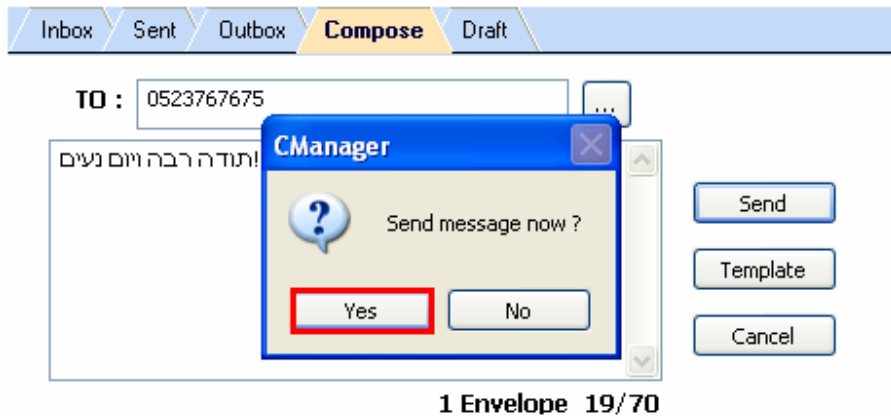 Inbox
Sent
Outbox
Compose
Draft
TO : 0523767675
...
תודה רבה ויום נעים!
CManager
Send message now ?
Yes
No
Send
Template
Cancel
1 Envelope 19/70